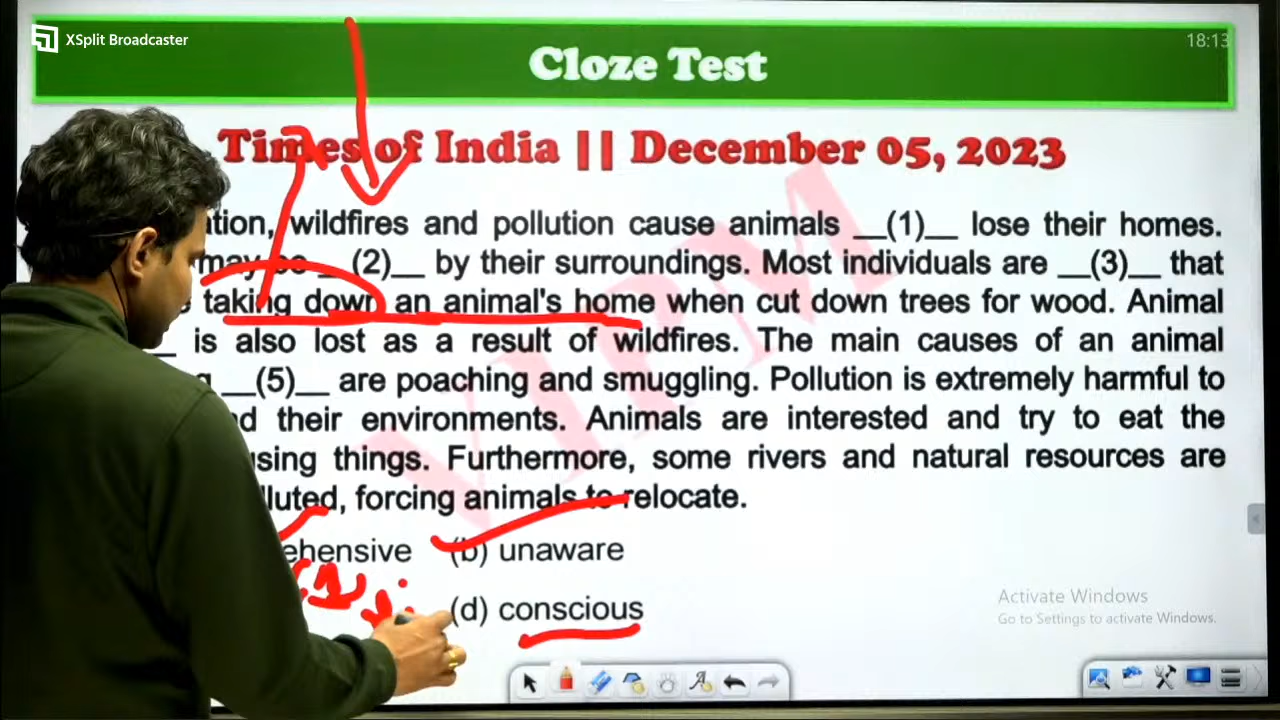 XSplit Broadcaster
18:13
Cloze Test
Times of India || December 05, 2023
wildfires and pollution cause animals __(1)__ lose their homes.
may be __(2)__ by their surroundings. Most individuals are __(3)__ that
taking down an animal's home when cut down trees for wood. Animal
is also lost as a result of wildfires. The main causes of an animal
__(5)__ are poaching and smuggling. Pollution is extremely harmful to
their environments. Animals are interested and try to eat the
things. Furthermore, some rivers and natural resources are
forcing animals to relocate.
(b) unaware
(d) conscious
VIPM
Activate Windows
Go to Settings to activate Windows.